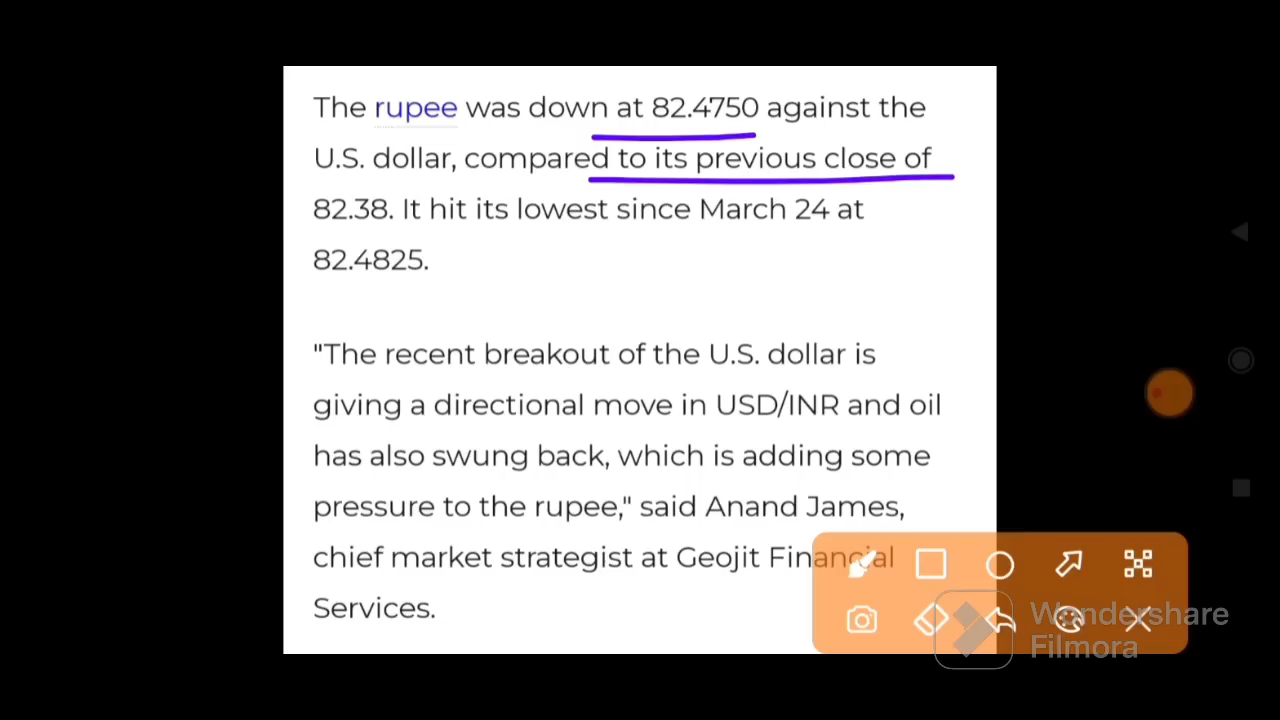 The rupee was down at 82.4750 against the
U.S. dollar, compared to its previous close of
82.38. It hit its lowest since March 24 at
82.4825.
"The recent breakout of the U.S. dollar is
giving a directional move in USD/INR and oil
has also swung back, which is adding some
pressure to the rupee," said Anand James,
chief market strategist at Geojit Financial
Services.
Wondershare
Filmora